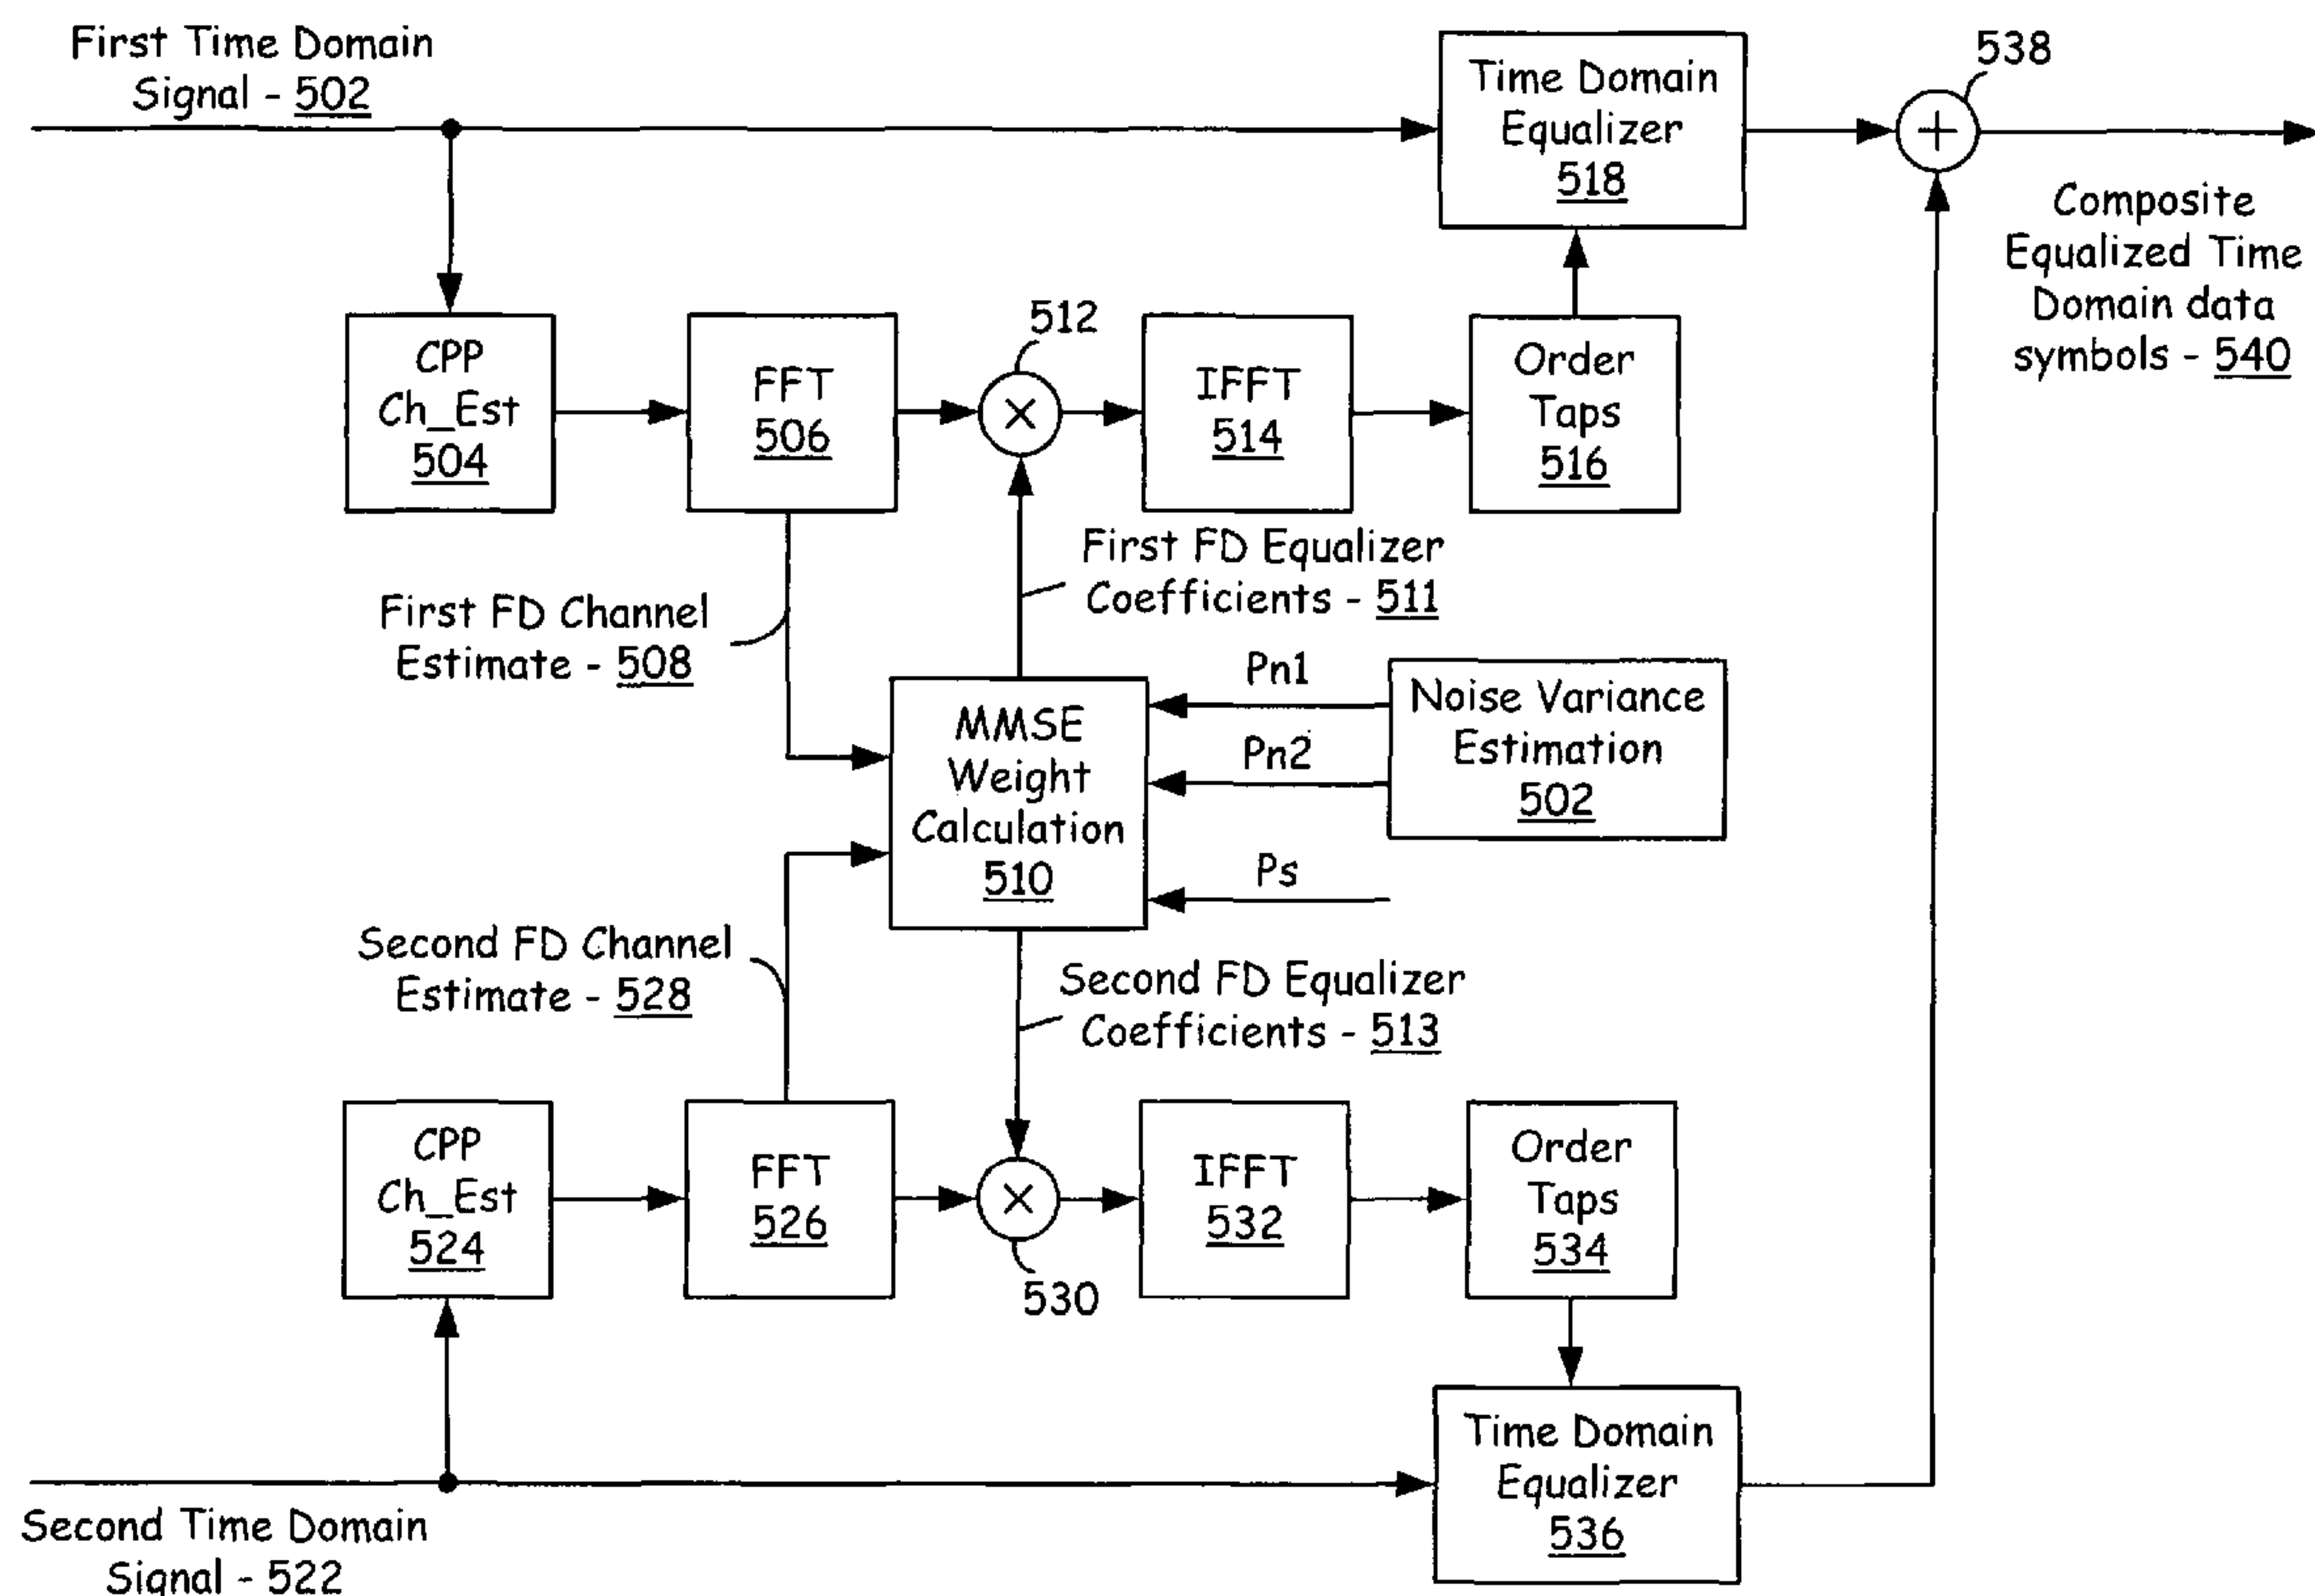 First Time Domain
Signal - 502
Time Domain
Equalizer
518
538
Composite
Equalized Time
Domain data
symbols - 540
CPP
Ch_Est
504
FFT
506
512
×
IFFT
514
Order
Taps
516
+
First FD Equalizer
Coefficients - 511
First FD Channel
Estimate - 508
MMSE
Weight
Calculation
510
Pn1
Pn2
Ps
Noise Variance
Estimation
502
Second FD Channel
Estimate - 528
Second FD Equalizer
Coefficients - 513
CPP
Ch_Est
524
FFT
526
×
530
IFFT
532
Order
Taps
534
Time Domain
Equalizer
536
Second Time Domain
Signal - 522